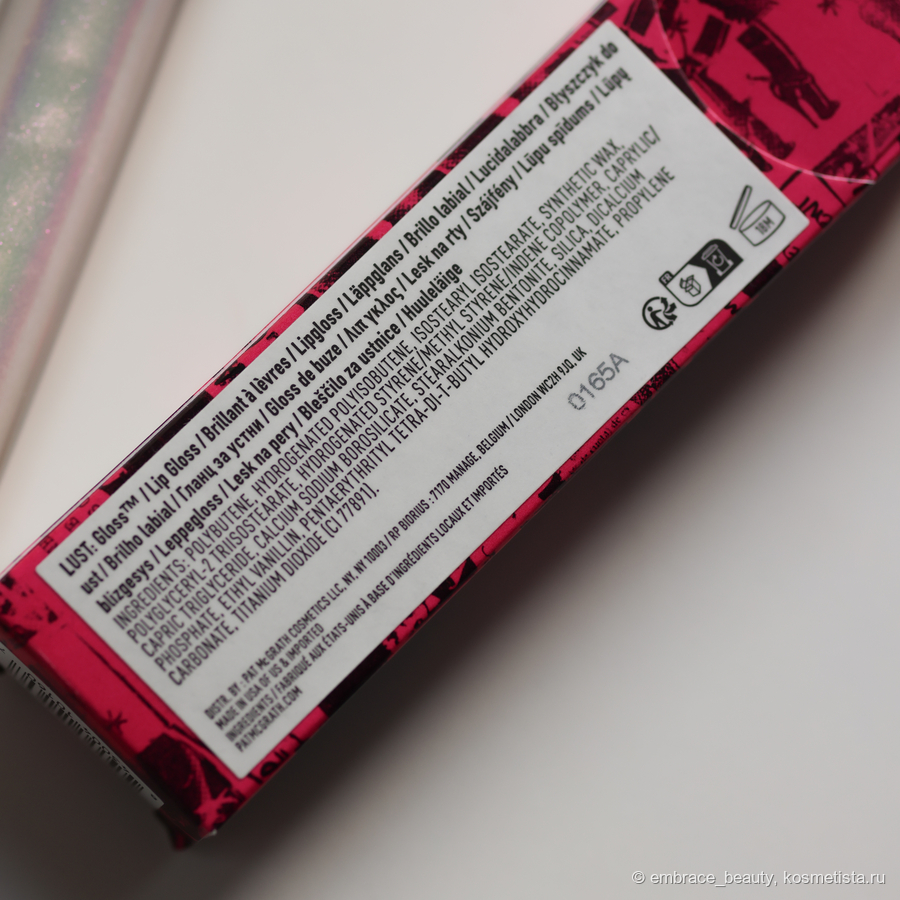 LUST: Gloss™ / Lip Gloss / Brillant à lèvres / Lipgloss / Läppglans / Brillo labial / Lucidalabbra / Błyszczyk do
ust / Brilho labial / Гланц за устни / Gloss de buze / Λιπ γκλος / Lesk na rty / Szájfény / Lūpu spīdums / Lūpų
blizgesys / Leppegloss / Lesk na pery / Bleščilo za ustnice / Huuleläige
INGREDIENTS: POLYBUTENE, HYDROGENATED POLYISOBUTENE, ISOSTEARYL ISOSTEARATE, SYNTHETIC WAX,
POLYGLYCERYL-2 TRIISOSTEARATE, HYDROGENATED STYRENE/METHYL STYRENE/INDENE COPOLYMER, CAPRYLIC/
CAPRIC TRIGLYCERIDE, CALCIUM SODIUM BOROSILICATE, STEARALKONIUM BENTONITE, SILICA, DICALCIUM
PHOSPHATE, ETHYL VANILLIN, PENTAERYTHRITYL TETRA-DI-T-BUTYL HYDROXYHYDROCINNAMATE, PROPYLENE
CARBONATE, TITANIUM DIOXIDE (CI 77891).
DISTR. BY : PAT McGRATH COSMETICS LLC, NY, NY 10003 / RP BIORIUS : 7170 MANAGE, BELGIUM / LONDON WC2H 9JQ, UK
MADE IN USA OF US & IMPORTED
INGREDIENTS / FABRIQUÉ AUX ÉTATS-UNIS À BASE D'INGRÉDIENTS LOCAUX ET IMPORTÉS
PATMCGRATH.COM
0165A
FR
18M
© embrace_beauty, kosmetista.ru